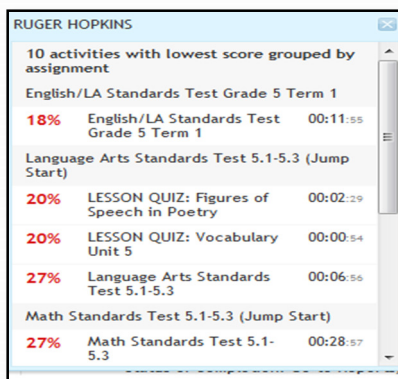 RUGER HOPKINS
10 activities with lowest score grouped by
assignment
English/LA Standards Test Grade 5 Term 1
18% English/LA Standards Test 00:11:55
Grade 5 Term 1
Language Arts Standards Test 5.1-5.3 (Jump
Start)
20% LESSON QUIZ: Figures of 00:02:29
Speech in Poetry
20% LESSON QUIZ: Vocabulary 00:00:54
Unit 5
27% Language Arts Standards 00:06:56
Test 5.1-5.3
Math Standards Test 5.1-5.3 (Jump Start)
27% Math Standards Test 5.1- 00:28:57
5.3